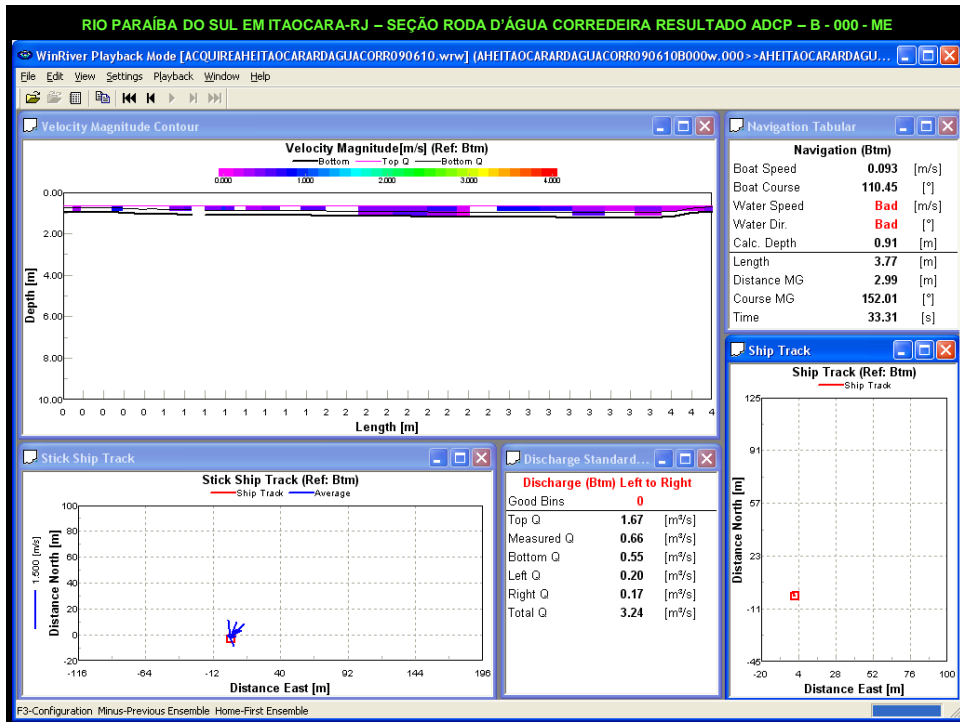 RIO PARAÍBA DO SUL EM ITAOCARA-RJ – SEÇÃO RODA D'ÁGUA CORREDEIRA RESULTADO ADCP – B - 000 - ME
WinRiver Playback Mode [ACQUIREAHEITAOCARARDAGUACORR090610.wrw] (AHEITAOCARARDAGUACORR090610B000w.000>>AHEITAOCARARDAGU...
File Edit View Settings Playback Window Help
Velocity Magnitude Contour
Velocity Magnitude[m/s] (Ref: Btm)
Bottom Top Q Bottom Q
0.000 1.000 2.000 3.000 4.000
0.00
2.00
4.00
6.00
8.00
10.00
Depth [m]
0 0 0 0 0 1 1 1 1 1 1 1 2 2 2 2 2 2 2 2 3 3 3 3 3 3 3 4 4 4
Length [m]
Navigation Tabular
Navigation (Btm)
Boat Speed 0.093 [m/s]
Boat Course 110.45 [°]
Water Speed Bad [m/s]
Water Dir. Bad [°]
Calc. Depth 0.91 [m]
Length 3.77 [m]
Distance MG 2.99 [m]
Course MG 152.01 [°]
Time 33.31 [s]
Stick Ship Track
Stick Ship Track (Ref: Btm)
Ship Track Average
1.500 [m/s]
Distance North [m]
100
80
60
40
20
0
-20
-116 -64 -12 40 92 144 196
Distance East [m]
Discharge Standard...
Discharge (Btm) Left to Right
Good Bins 0
Top Q 1.67 [m³/s]
Measured Q 0.66 [m³/s]
Bottom Q 0.55 [m³/s]
Left Q 0.20 [m³/s]
Right Q 0.17 [m³/s]
Total Q 3.24 [m³/s]
Ship Track
Ship Track (Ref: Btm)
Ship Track
125
91
57
23
-11
-45
Distance North [m]
-20 4 28 52 76 100
Distance East [m]
F3-Configuration Minus-Previous Ensemble Home-First Ensemble